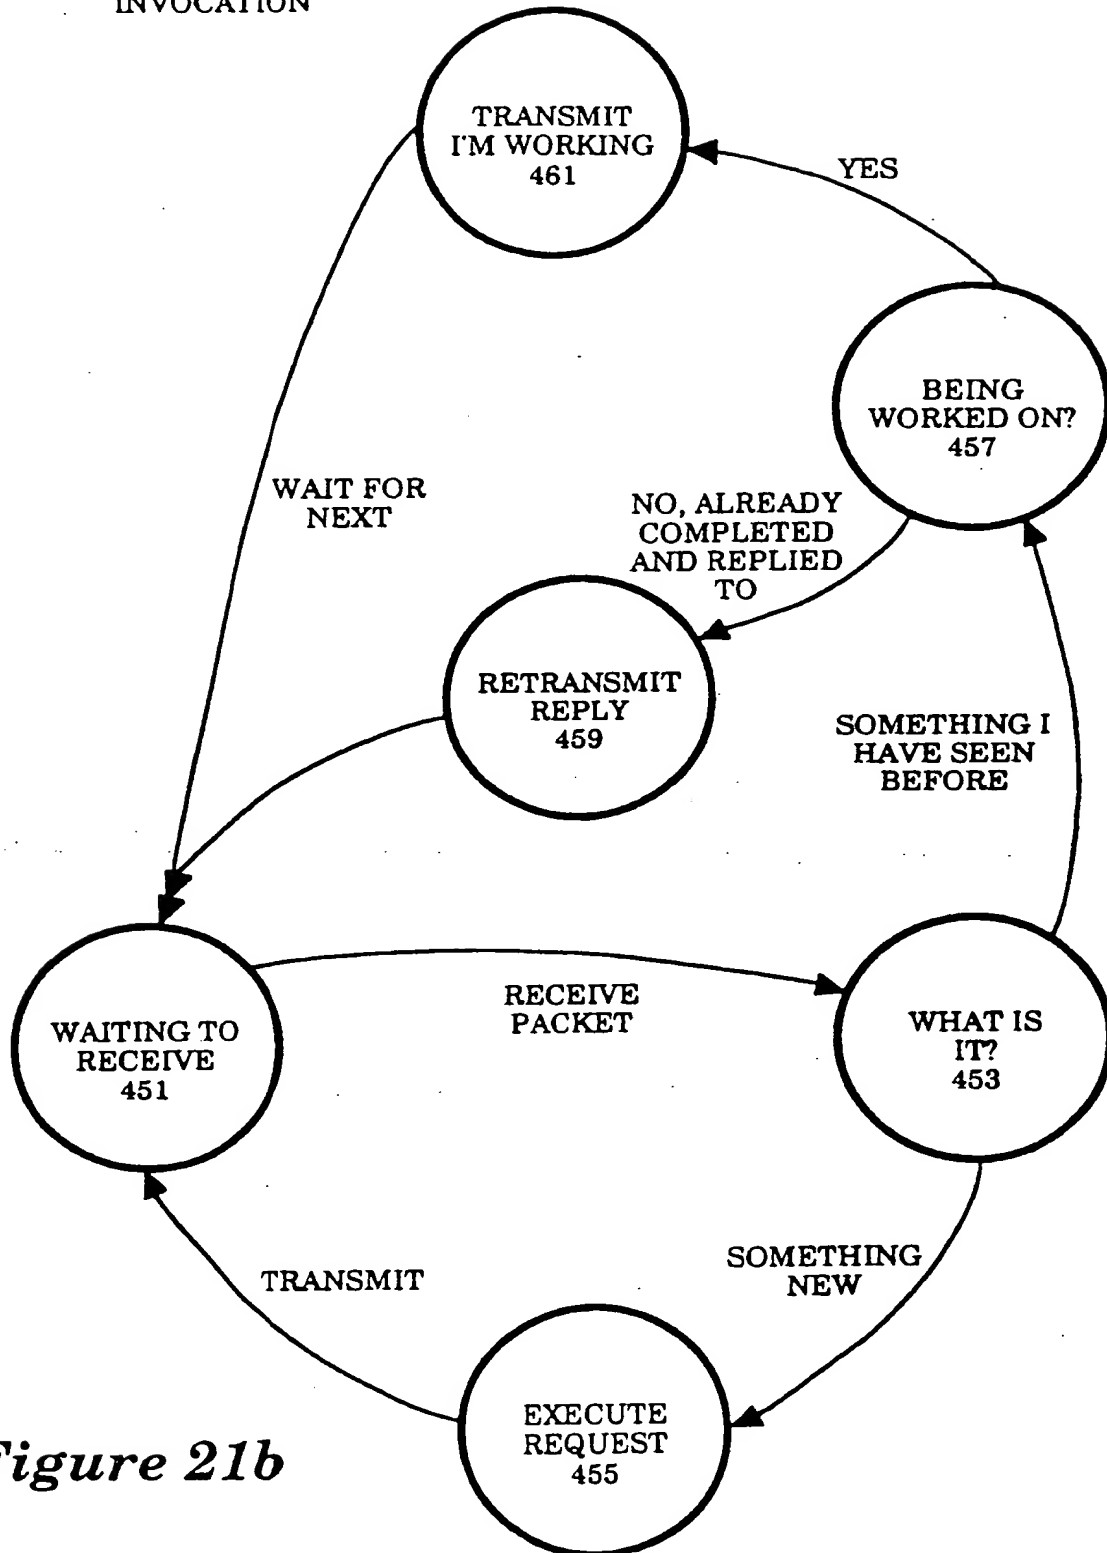 INVOCATION
TRANSMIT
I'M WORKING
461
YES
BEING
WORKED ON?
457
WAIT FOR
NEXT
NO, ALREADY
COMPLETED
AND REPLIED
TO
RETRANSMIT
REPLY
459
SOMETHING I
HAVE SEEN
BEFORE
RECEIVE
PACKET
WAITING TO
RECEIVE
451
WHAT IS
IT?
453
TRANSMIT
SOMETHING
NEW
EXECUTE
REQUEST
455
Figure 21b